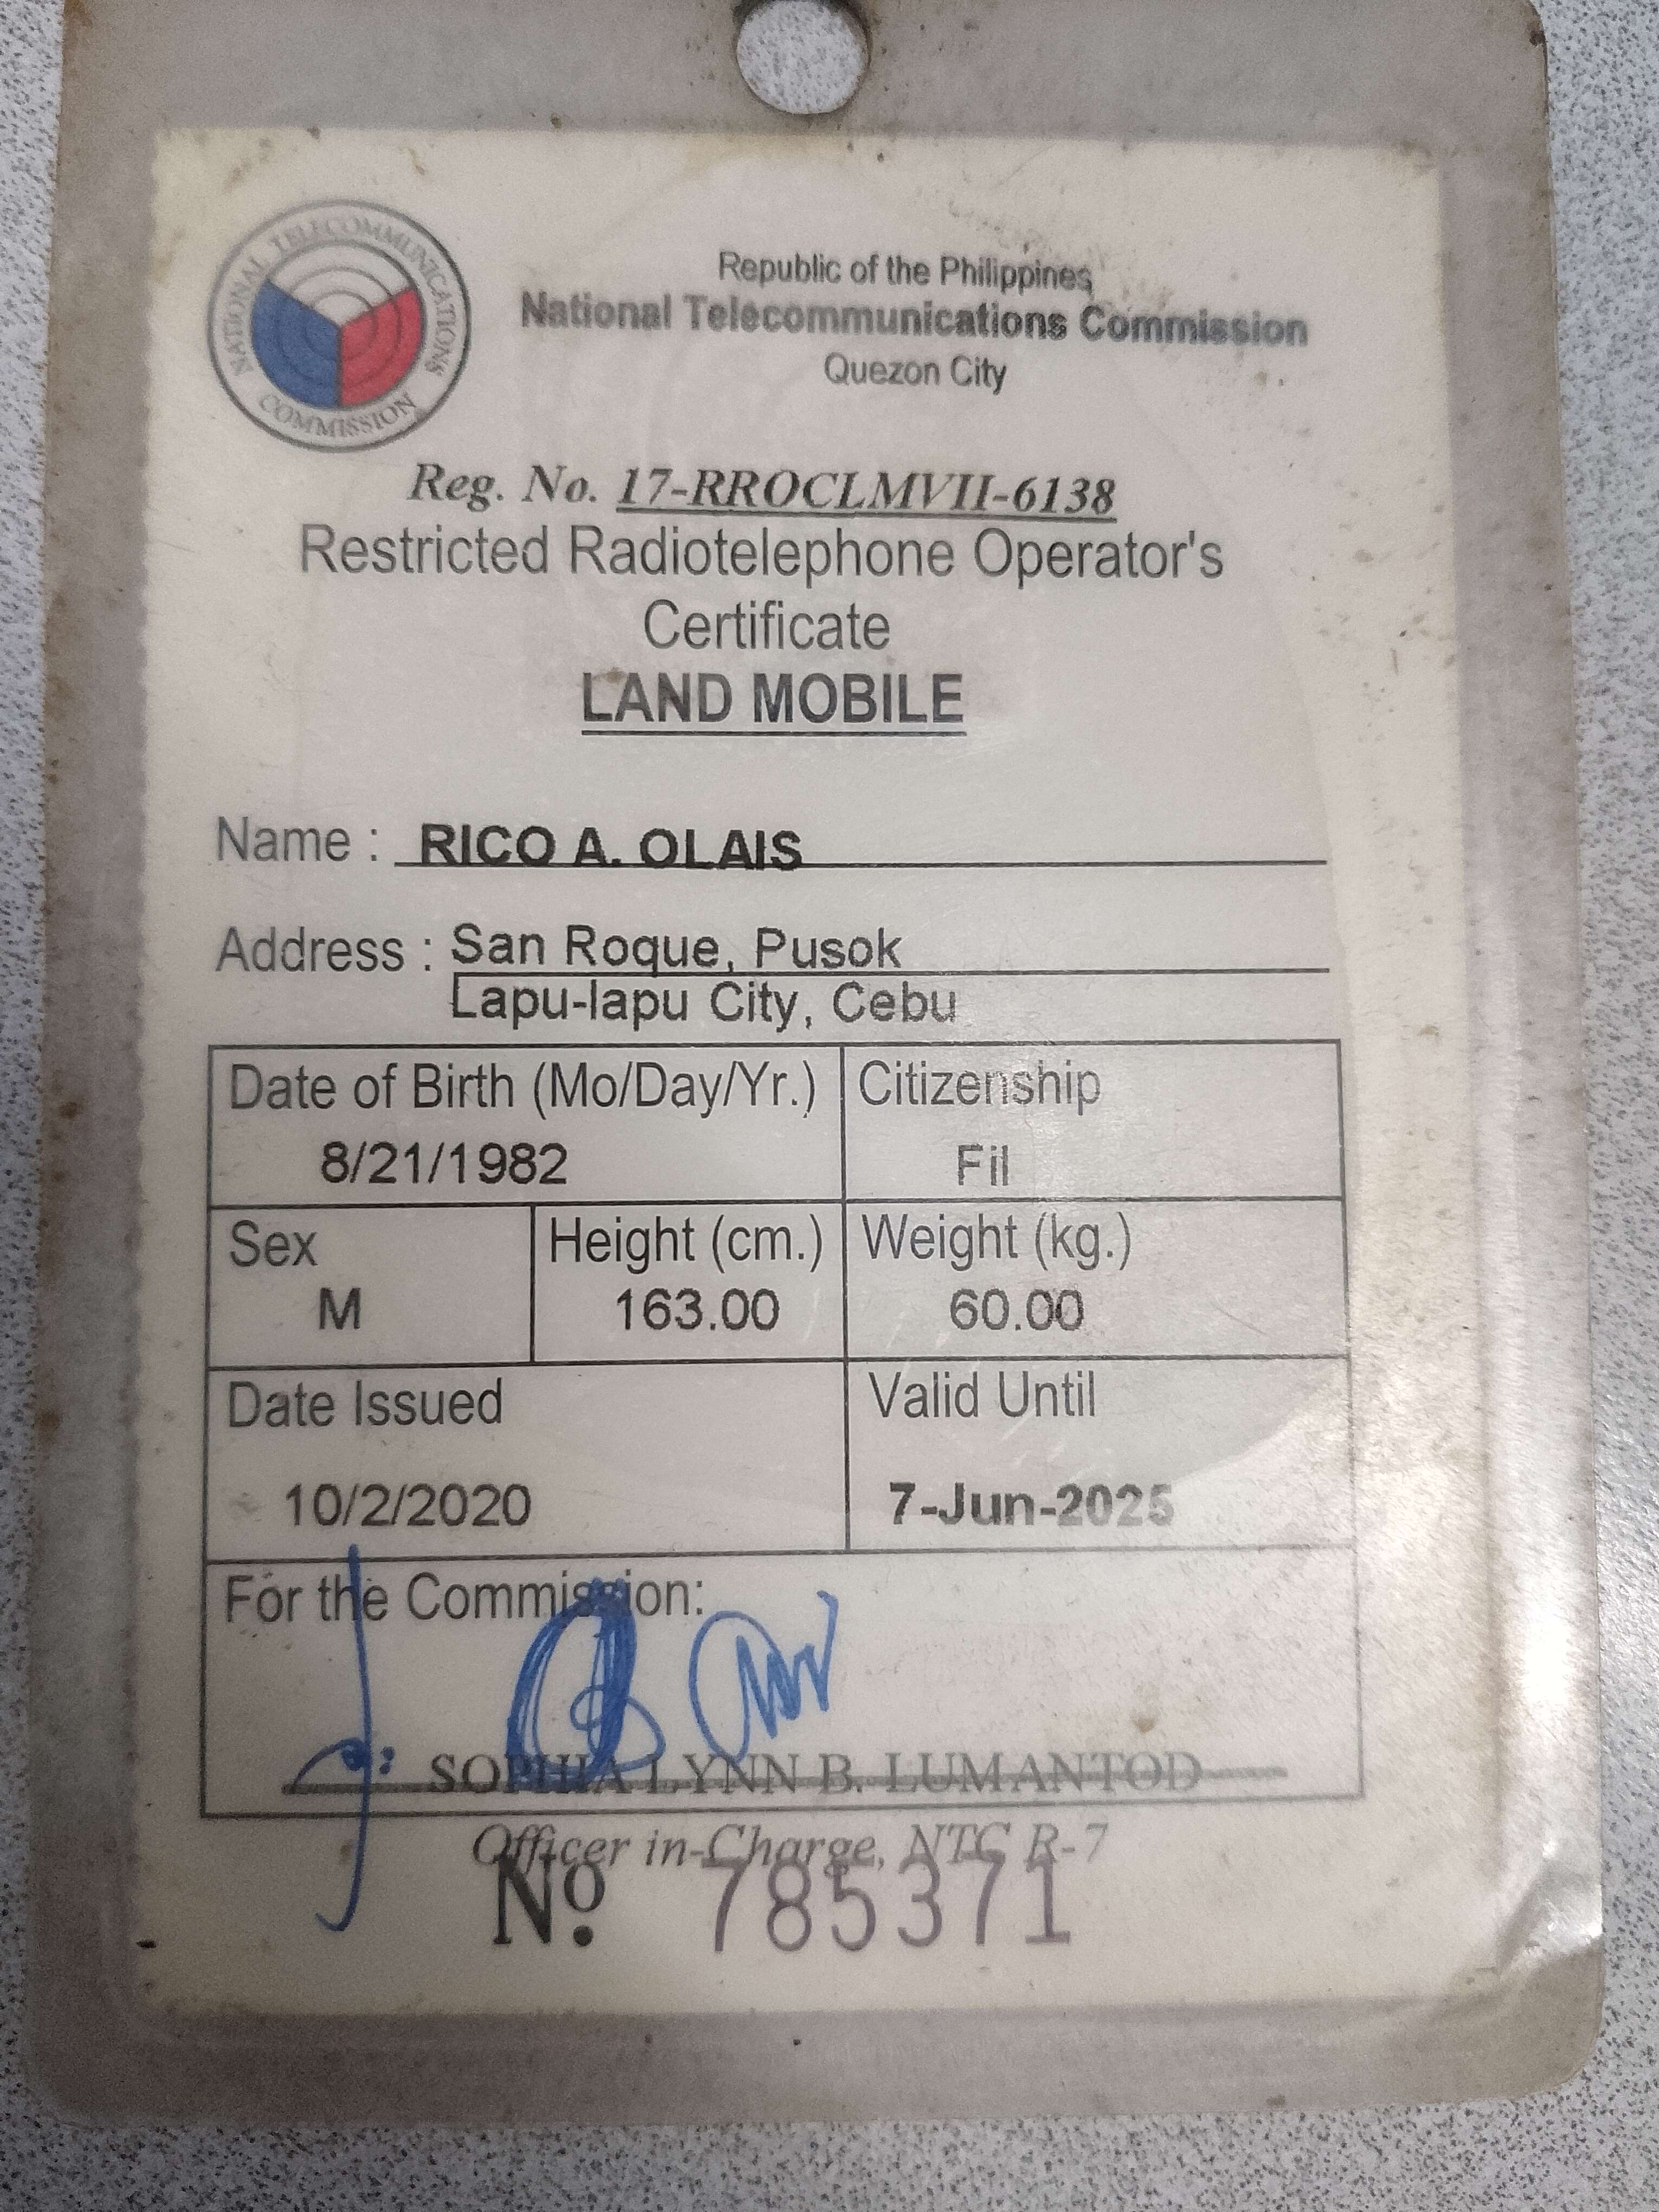 NATIONAL TELECOMMUNICATIONS COMMISSION
Republic of the Philippines
National Telecommunications Commission
Quezon City
Reg. No. 17-RROCLMVII-6138
Restricted Radiotelephone Operator's
Certificate
LAND MOBILE
Name : RICO A. OLAIS
Address : San Roque, Pusok
Lapu-lapu City, Cebu
Date of Birth (Mo/Day/Yr.) Citizenship
8/21/1982 Fil
Sex Height (cm.) Weight (kg.)
M 163.00 60.00
Date Issued Valid Until
10/2/2020 7-Jun-2025
For the Commission:
SOPHIA LYNN B. LUMANTOD
Officer in-Charge, NTC R-7
No 785371